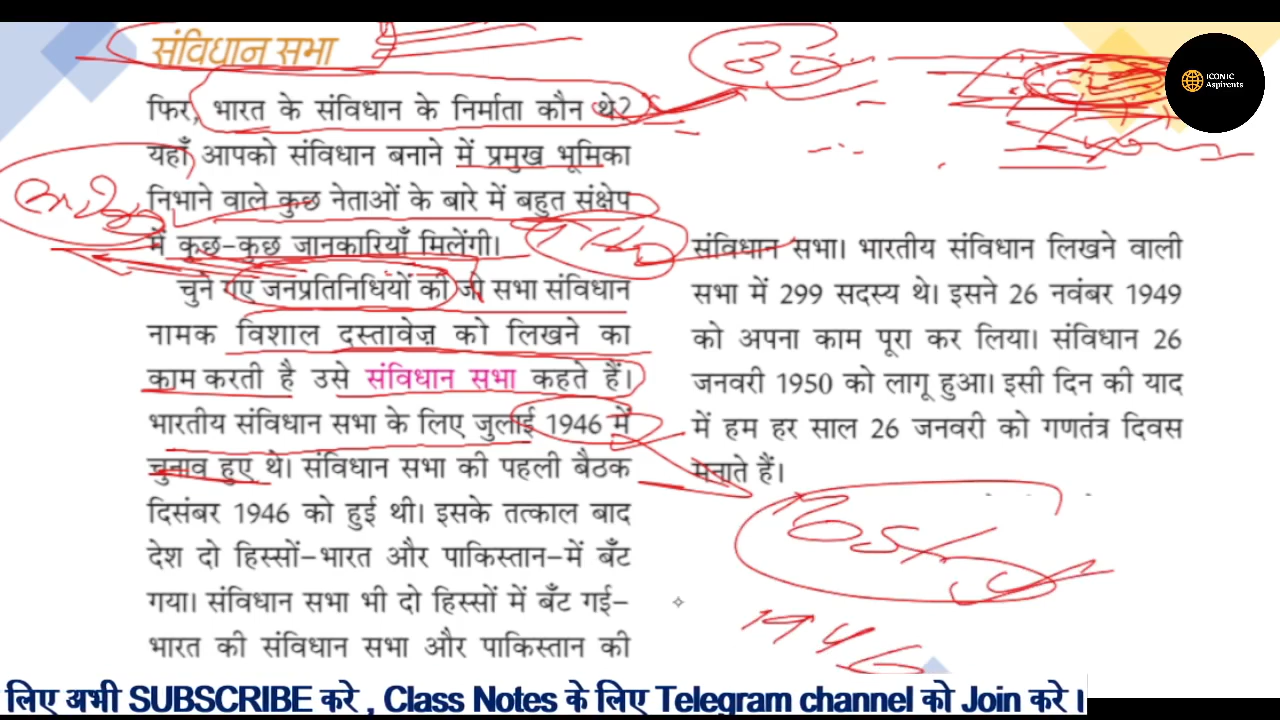 संविधान सभा
फिर, भारत के संविधान के निर्माता कौन थे?
यहाँ आपको संविधान बनाने में प्रमुख भूमिका
निभाने वाले कुछ नेताओं के बारे में बहुत संक्षेप
में कुछ-कुछ जानकारियाँ मिलेंगी।
चुने गए जनप्रतिनिधियों की जो सभा संविधान
नामक विशाल दस्तावेज़ को लिखने का
काम करती है उसे संविधान सभा कहते हैं।
भारतीय संविधान सभा के लिए जुलाई 1946 में
चुनाव हुए थे। संविधान सभा की पहली बैठक
दिसंबर 1946 को हुई थी। इसके तत्काल बाद
देश दो हिस्सों-भारत और पाकिस्तान-में बँट
गया। संविधान सभा भी दो हिस्सों में बँट गई-
भारत की संविधान सभा और पाकिस्तान की
संविधान सभा। भारतीय संविधान लिखने वाली
सभा में 299 सदस्य थे। इसने 26 नवंबर 1949
को अपना काम पूरा कर लिया। संविधान 26
जनवरी 1950 को लागू हुआ। इसी दिन की याद
में हम हर साल 26 जनवरी को गणतंत्र दिवस
मनाते हैं।
1946
ICONIC
Aspirents
लिए अभी SUBSCRIBE करे , Class Notes के लिए Telegram channel को Join करे ।